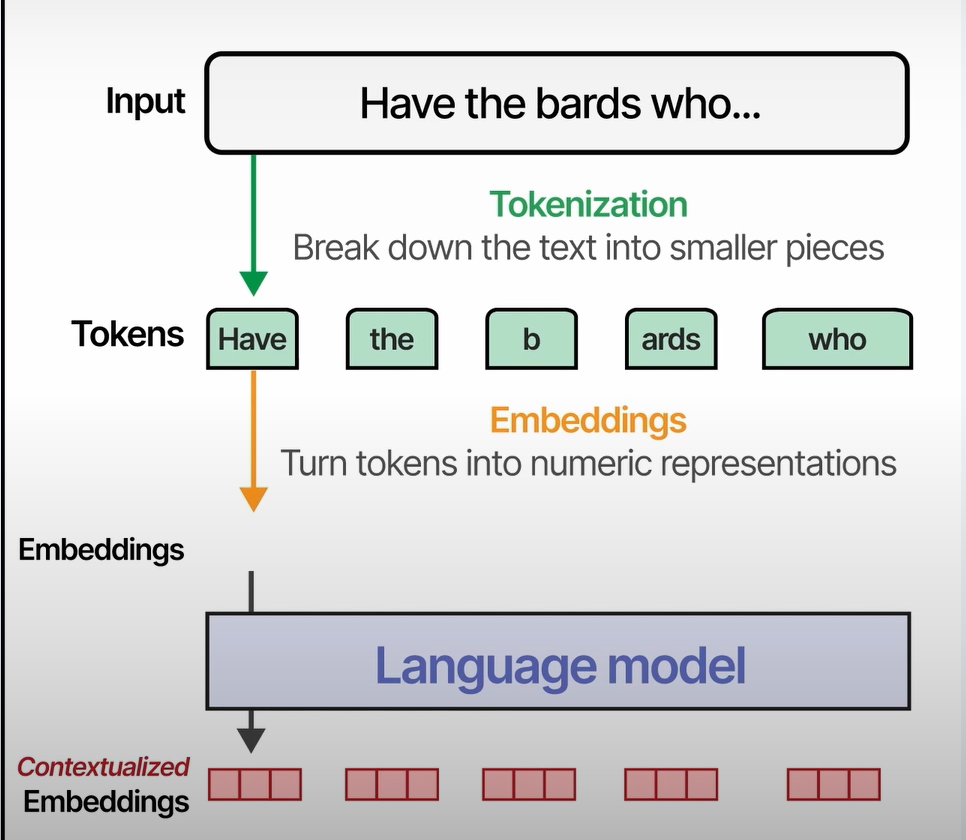 Input
Have the bards who...
Tokenization
Break down the text into smaller pieces
Tokens
Have the b ards who
Embeddings
Turn tokens into numeric representations
Embeddings
Language model
Contextualized
Embeddings